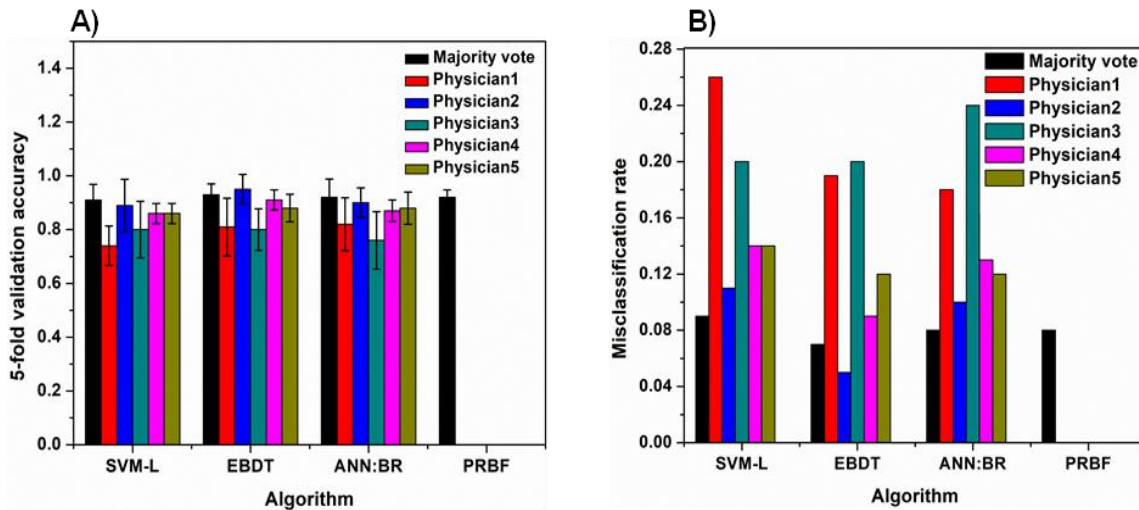 A)
5-fold validation accuracy
1.4
1.2
1.0
0.8
0.6
0.4
0.2
0.0
Majority vote
Physician1
Physician2
Physician3
Physician4
Physician5
SVM-L EBDT ANN:BR PRBF
Algorithm
B)
Misclassification rate
0.28
0.24
0.20
0.16
0.12
0.08
0.04
0.00
Majority vote
Physician1
Physician2
Physician3
Physician4
Physician5
SVM-L EBDT ANN:BR PRBF
Algorithm